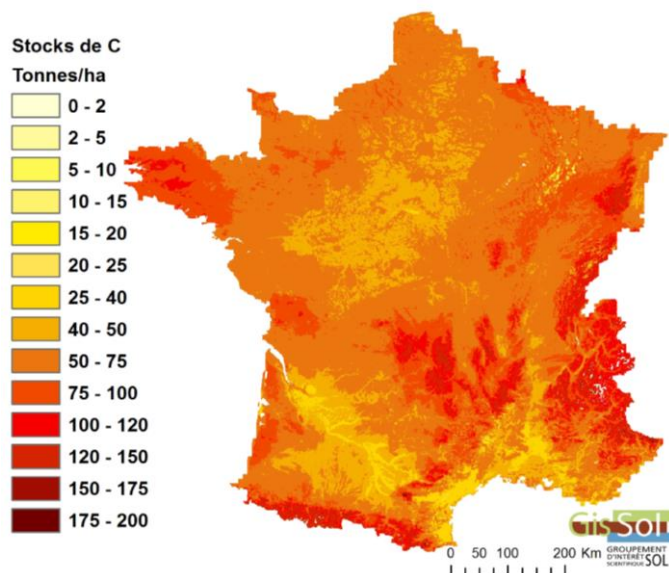 Stocks de C
Tonnes/ha
0 - 2
2 - 5
5 - 10
10 - 15
15 - 20
20 - 25
25 - 40
40 - 50
50 - 75
75 - 100
100 - 120
120 - 150
150 - 175
175 - 200
GisSol
GROUPEMENT
D'INTÉRÊT
SCIENTIFIQUE SOL
0 50 100 200 Km